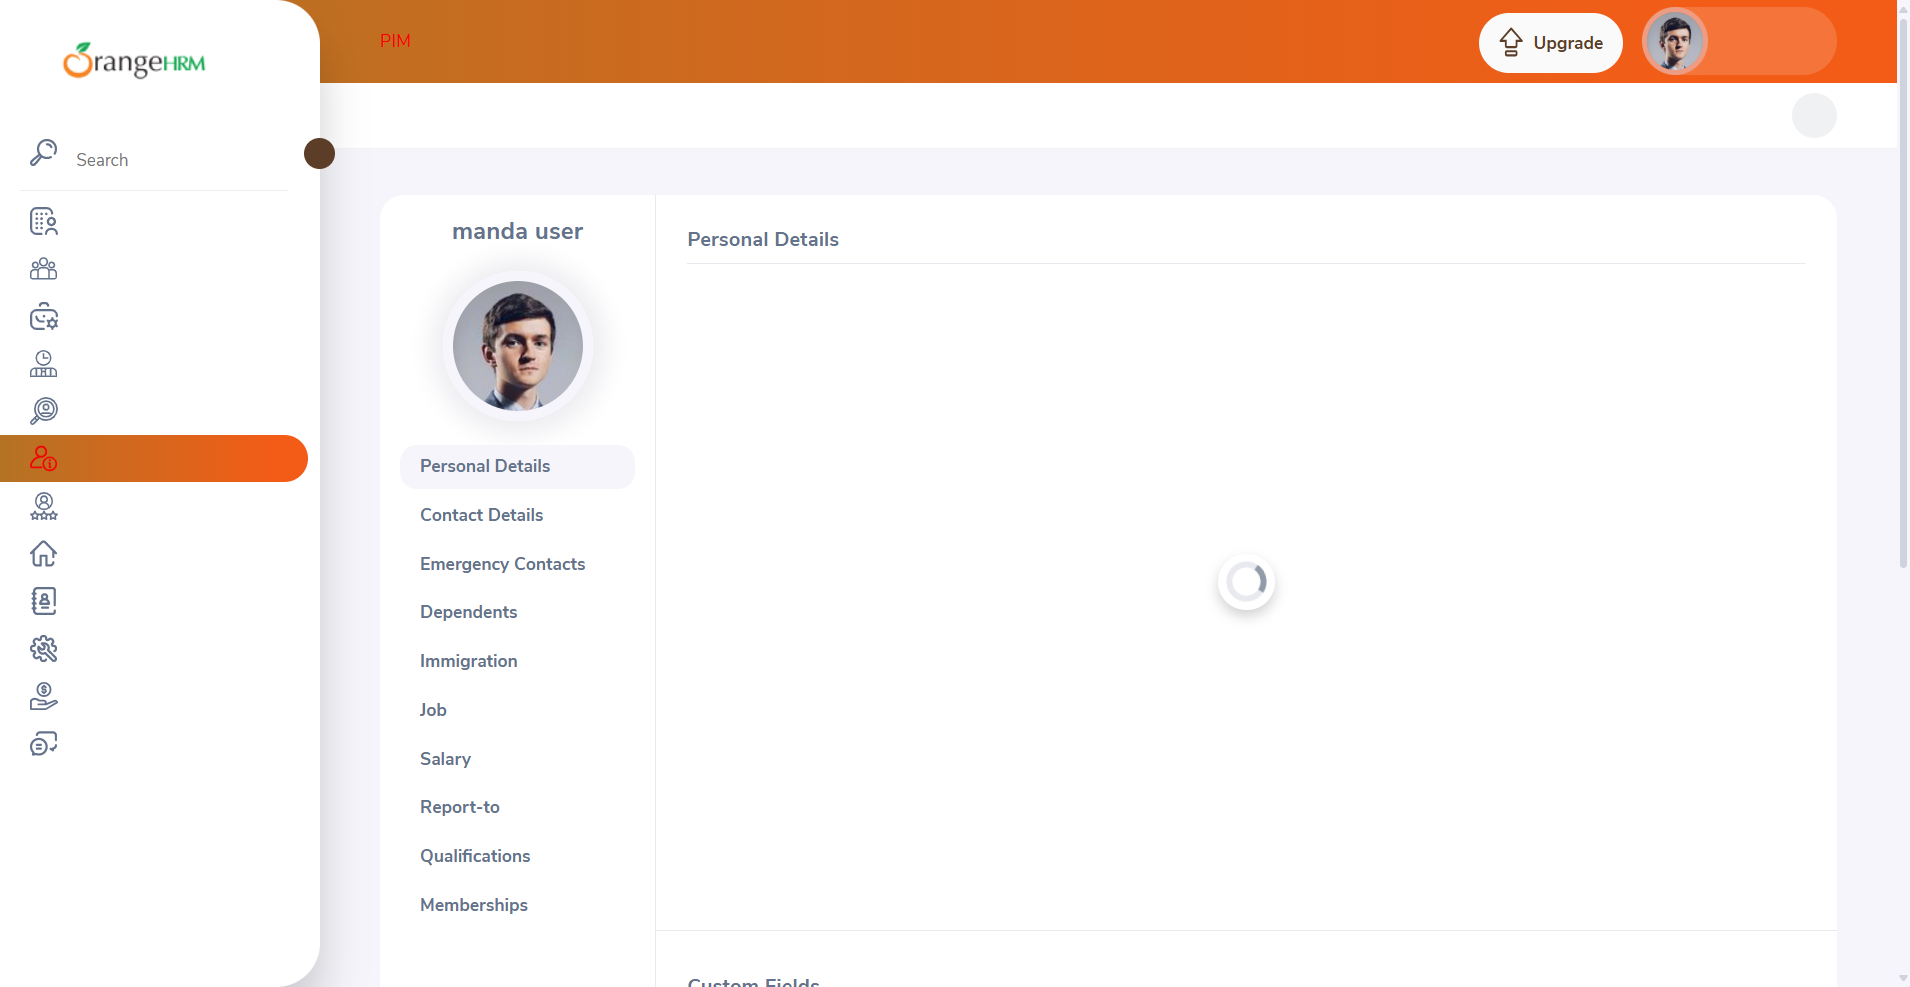 OrangeHRM
PIM
Upgrade
Search
manda user
Personal Details
Contact Details
Emergency Contacts
Dependents
Immigration
Job
Salary
Report-to
Qualifications
Memberships
Personal Details
Custom Fields